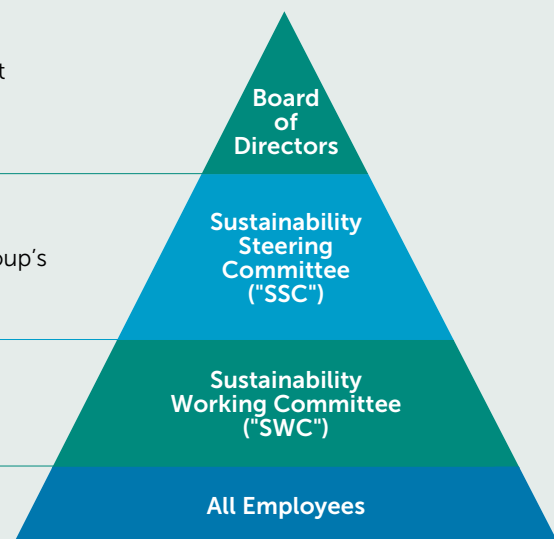 Board
of
Directors
Sustainability
Steering
Committee
("SSC")
Sustainability
Working Committee
("SWC")
All Employees